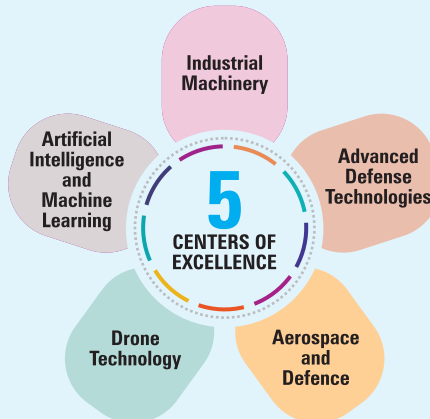 Industrial
Machinery
Artificial
Intelligence
and
Machine
Learning
Advanced
Defense
Technologies
5
CENTERS OF
EXCELLENCE
Drone
Technology
Aerospace
and
Defence